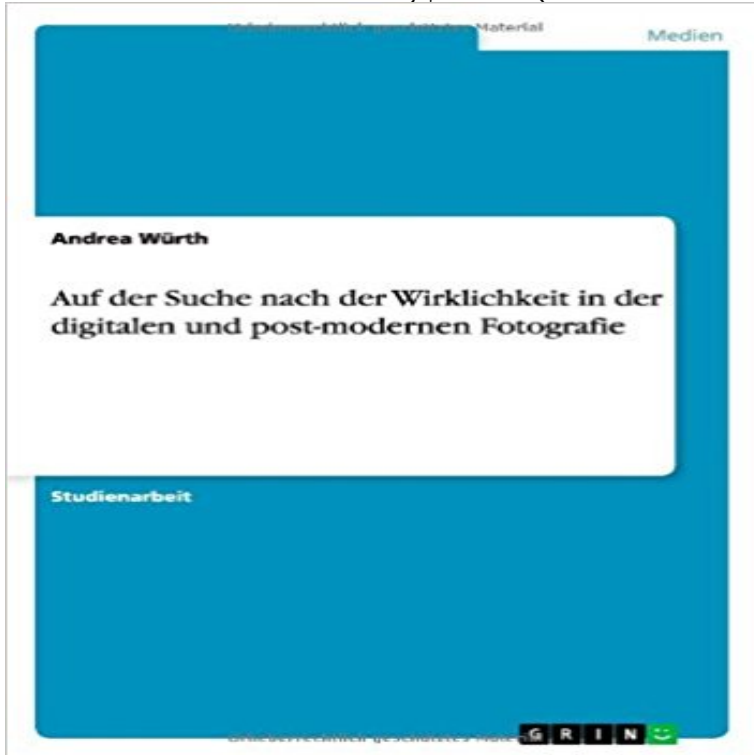 Material
Medien
Andrea Würth
Auf der Suche nach der Wirklichkeit in der
digitalen und post-modernen Fotografie
Studienarbeit
GRIN